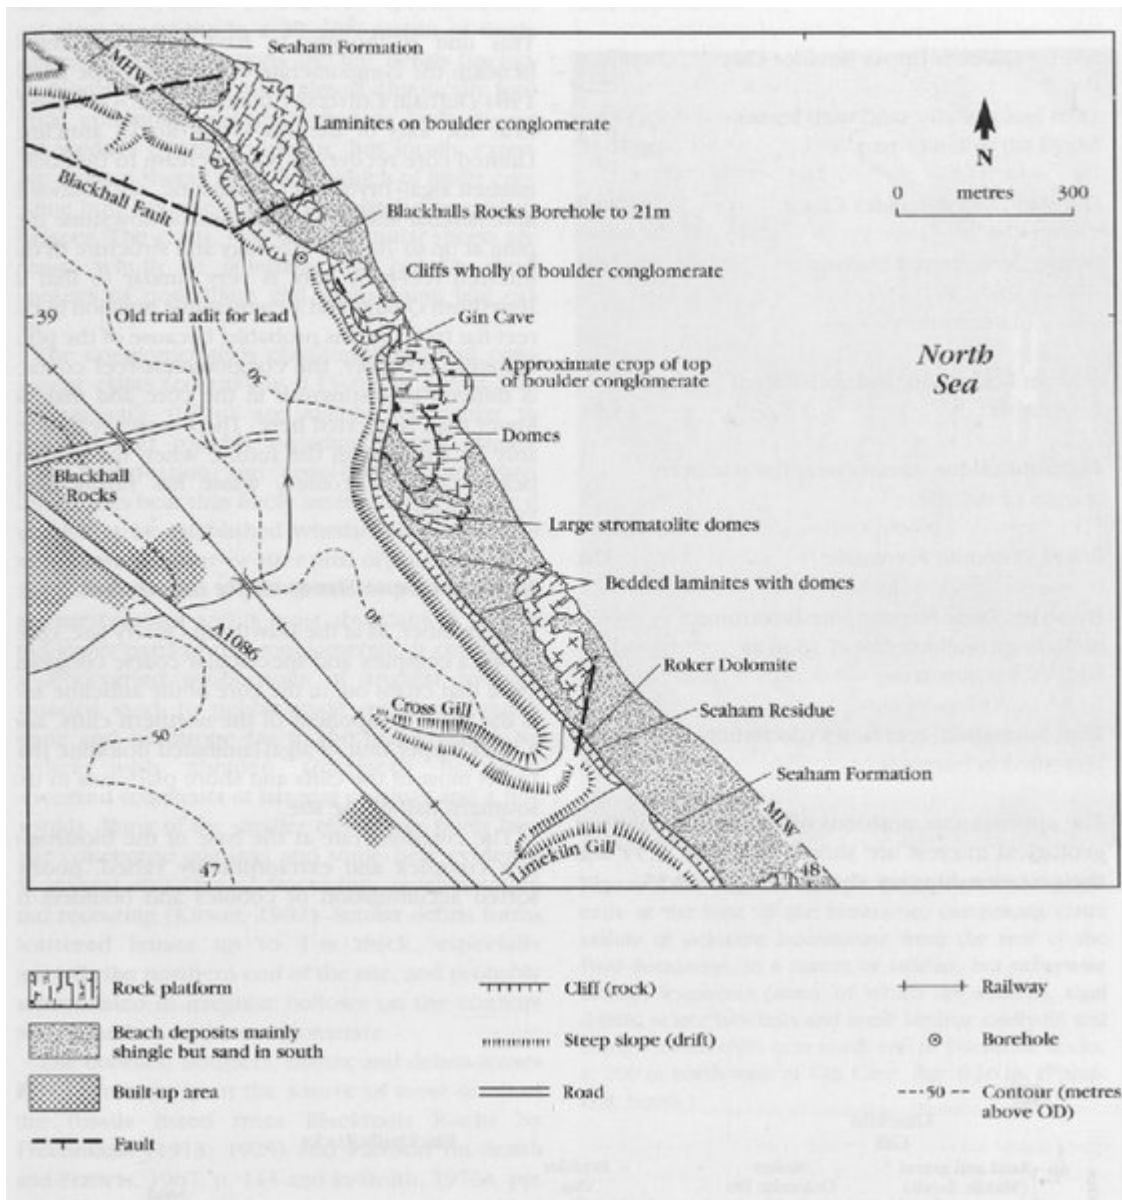 Seaham Formation
MHW
Laminites on boulder conglomerate
N
0 metres 300
Blackhall Fault
Blackhalls Rocks Borehole to 21m
Cliffs wholly of boulder conglomerate
39
Old trial adit for lead
Gin Cave
North
Sea
Approximate crop of top
of boulder conglomerate
50
Domes
Blackhall
Rocks
Large stromatolite domes
Bedded laminites with domes
40
A1086
Roker Dolomite
Cross Gill
Seaham Residue
50
Seaham Formation
MLW
Limekiln Gill
47
48
Rock platform
Cliff (rock)
Railway
Beach deposits mainly
shingle but sand in south
Steep slope (drift)
Borehole
Built-up area
Road
50
Contour (metres
above OD)
Fault